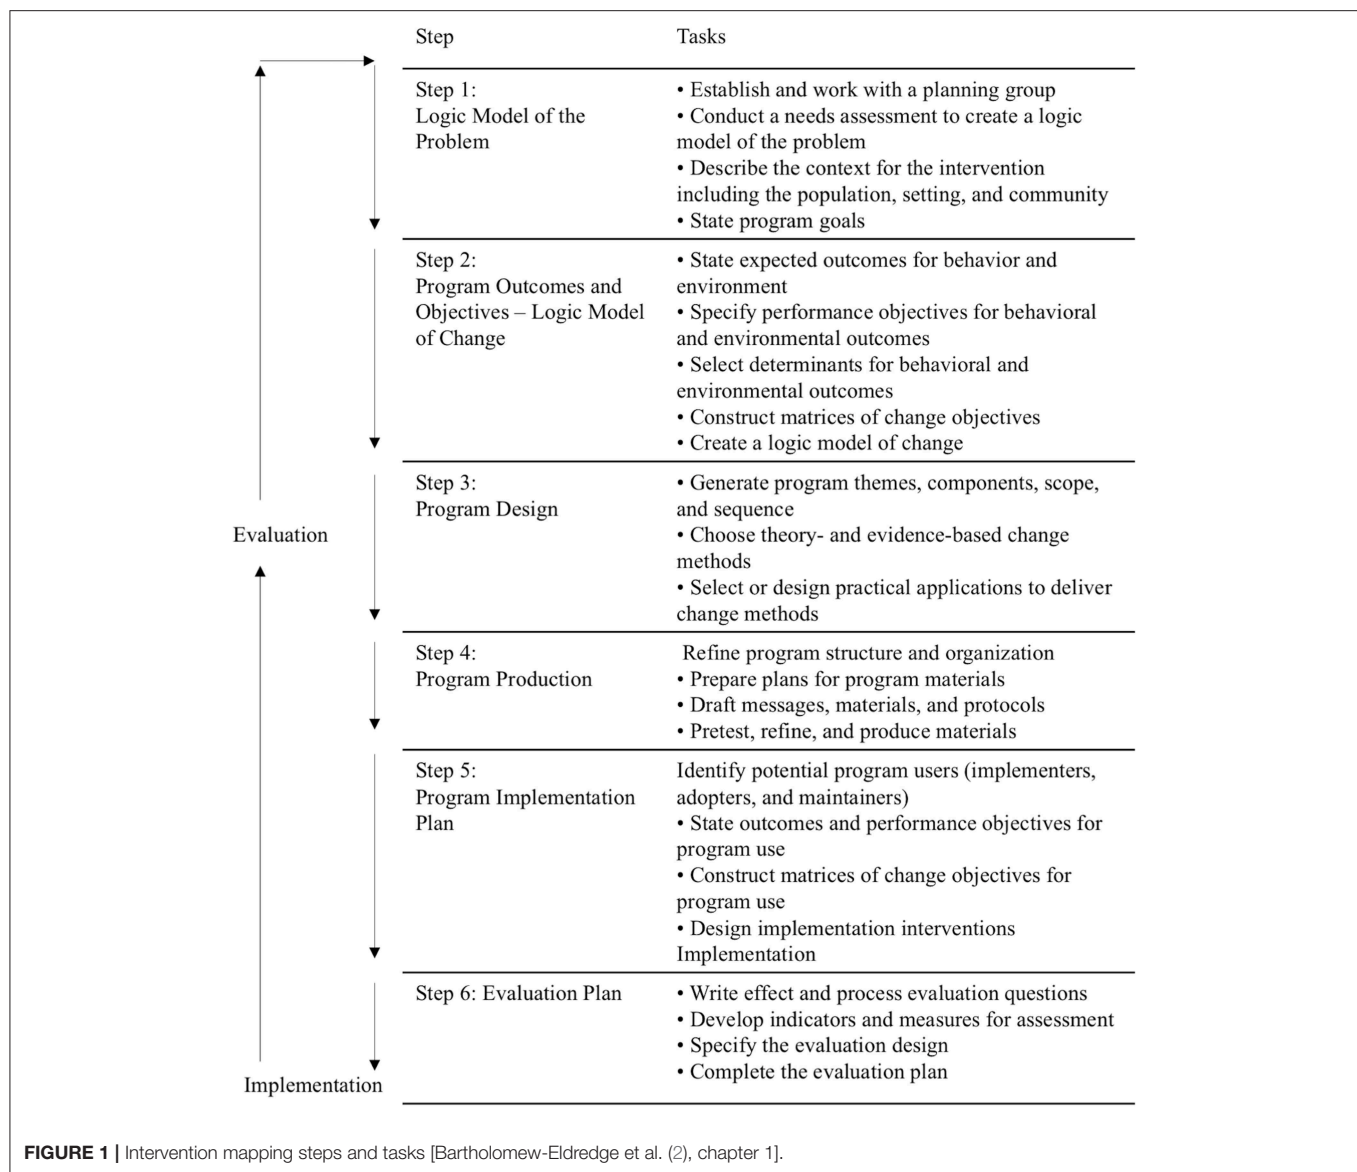 Step Tasks
Step 1:
Logic Model of the
Problem
• Establish and work with a planning group
• Conduct a needs assessment to create a logic
model of the problem
• Describe the context for the intervention
including the population, setting, and community
• State program goals
Step 2:
Program Outcomes and
Objectives – Logic Model
of Change
• State expected outcomes for behavior and
environment
• Specify performance objectives for behavioral
and environmental outcomes
• Select determinants for behavioral and
environmental outcomes
• Construct matrices of change objectives
• Create a logic model of change
Evaluation
Step 3:
Program Design
• Generate program themes, components, scope,
and sequence
• Choose theory- and evidence-based change
methods
• Select or design practical applications to deliver
change methods
Step 4:
Program Production
Refine program structure and organization
• Prepare plans for program materials
• Draft messages, materials, and protocols
• Pretest, refine, and produce materials
Step 5:
Program Implementation
Plan
Identify potential program users (implementers,
adopters, and maintainers)
• State outcomes and performance objectives for
program use
• Construct matrices of change objectives for
program use
• Design implementation interventions
Implementation
Step 6: Evaluation Plan
• Write effect and process evaluation questions
• Develop indicators and measures for assessment
• Specify the evaluation design
• Complete the evaluation plan
Implementation
FIGURE 1 | Intervention mapping steps and tasks [Bartholomew-Eldredge et al. (2), chapter 1].